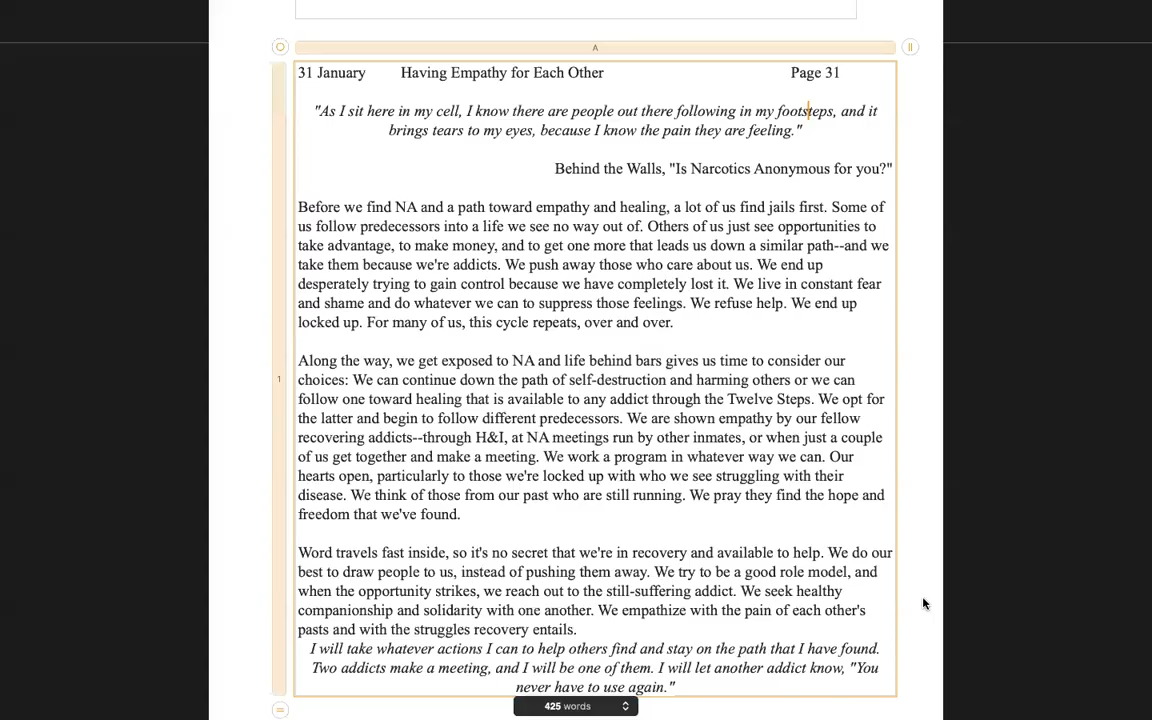 A
31 January Having Empathy for Each Other Page 31
"As I sit here in my cell, I know there are people out there following in my footsteps, and it
brings tears to my eyes, because I know the pain they are feeling."
Behind the Walls, "Is Narcotics Anonymous for you?"
Before we find NA and a path toward empathy and healing, a lot of us find jails first. Some of
us follow predecessors into a life we see no way out of. Others of us just see opportunities to
take advantage, to make money, and to get one more that leads us down a similar path--and we
take them because we're addicts. We push away those who care about us. We end up
desperately trying to gain control because we have completely lost it. We live in constant fear
and shame and do whatever we can to suppress those feelings. We refuse help. We end up
locked up. For many of us, this cycle repeats, over and over.
Along the way, we get exposed to NA and life behind bars gives us time to consider our
1
choices: We can continue down the path of self-destruction and harming others or we can
follow one toward healing that is available to any addict through the Twelve Steps. We opt for
the latter and begin to follow different predecessors. We are shown empathy by our fellow
recovering addicts--through H&I, at NA meetings run by other inmates, or when just a couple
of us get together and make a meeting. We work a program in whatever way we can. Our
hearts open, particularly to those we're locked up with who we see struggling with their
disease. We think of those from our past who are still running. We pray they find the hope and
freedom that we've found.
Word travels fast inside, so it's no secret that we're in recovery and available to help. We do our
best to draw people to us, instead of pushing them away. We try to be a good role model, and
when the opportunity strikes, we reach out to the still-suffering addict. We seek healthy
companionship and solidarity with one another. We empathize with the pain of each other's
pasts and with the struggles recovery entails.
I will take whatever actions I can to help others find and stay on the path that I have found.
Two addicts make a meeting, and I will be one of them. I will let another addict know, "You
never have to use again."
425 words